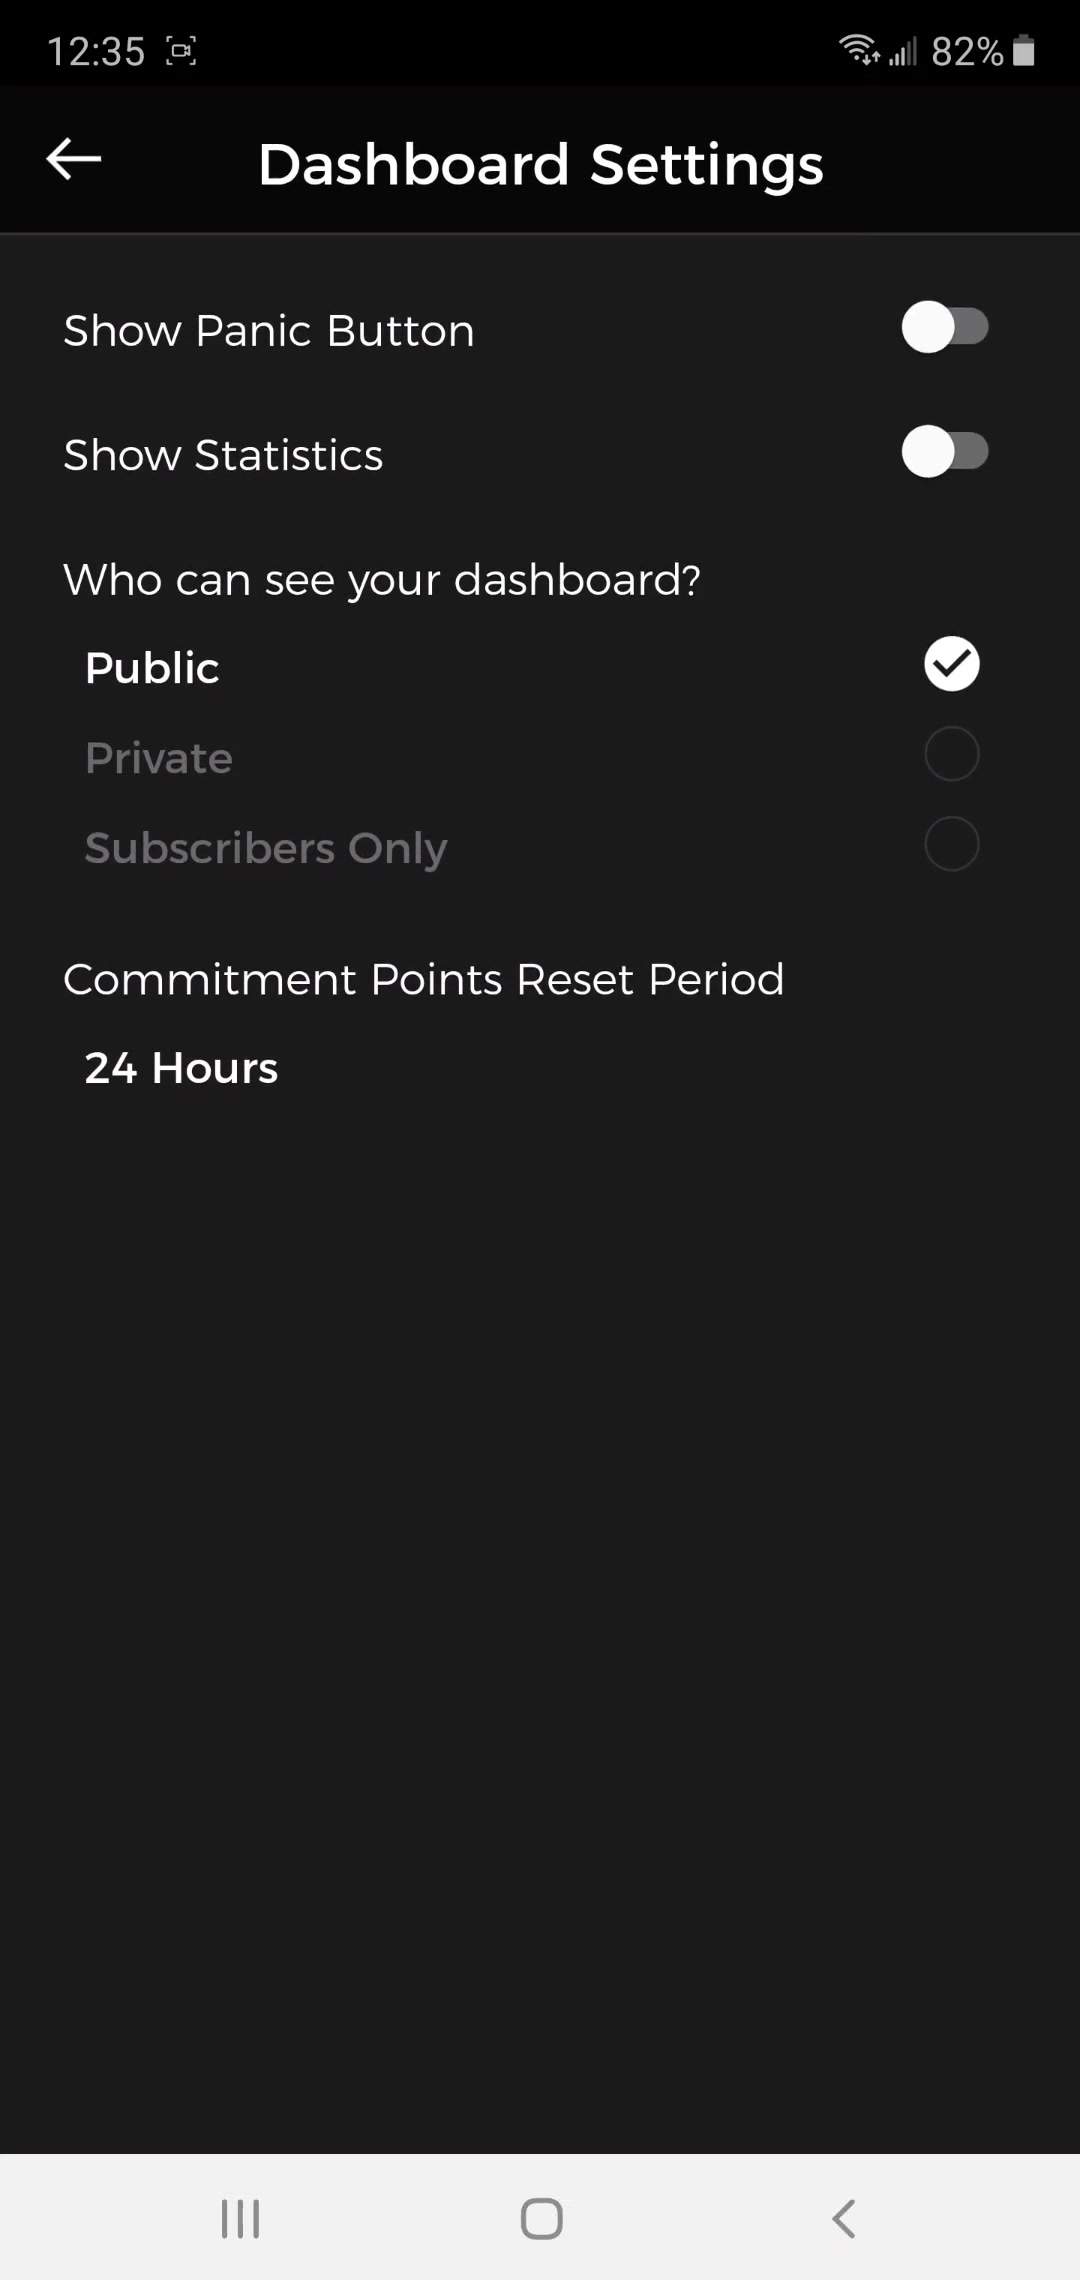 12:35 82%
Dashboard Settings
Show Panic Button
Show Statistics
Who can see your dashboard?
Public
Private
Subscribers Only
Commitment Points Reset Period
24 Hours